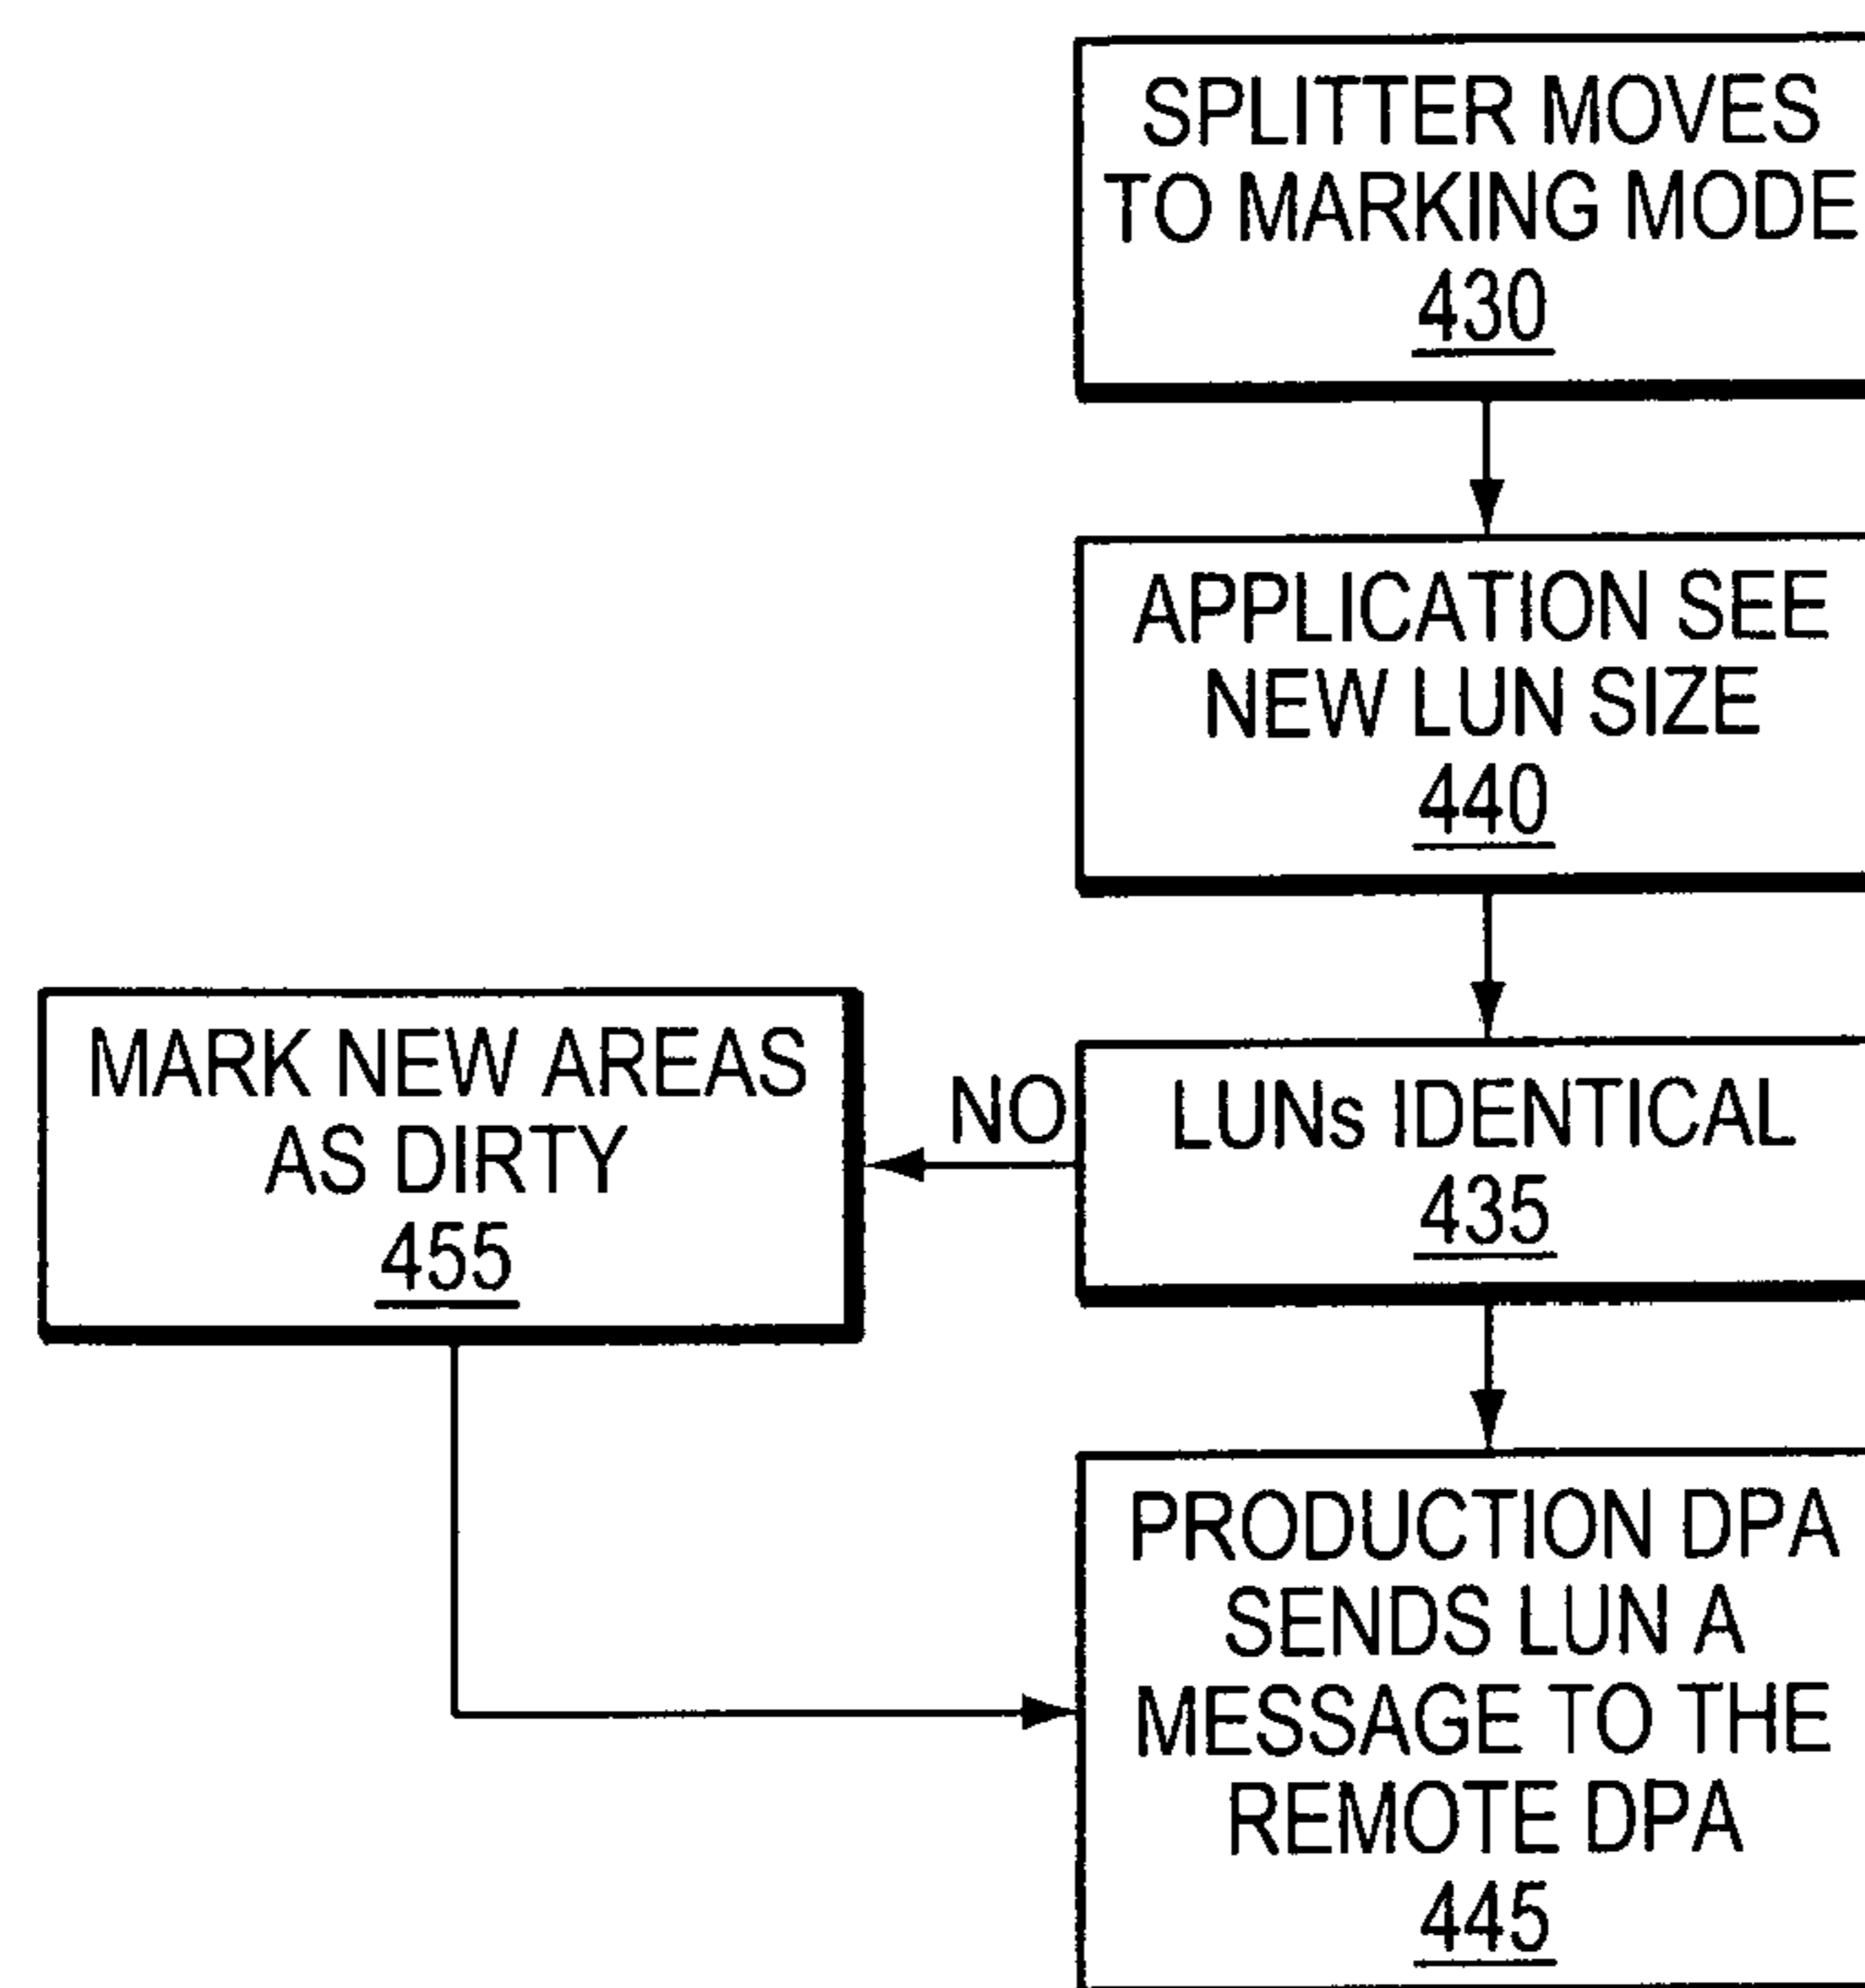 SPLITTER MOVES
TO MARKING MODE
430
APPLICATION SEE
NEW LUN SIZE
440
MARK NEW AREAS
AS DIRTY
455
NO
LUNs IDENTICAL
435
PRODUCTION DPA
SENDS LUN A
MESSAGE TO THE
REMOTE DPA
445